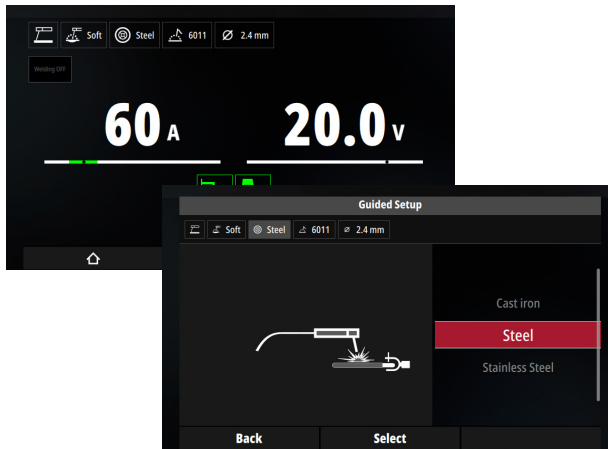 Soft Steel 6011 2.4 mm
Welding OFF
60 A 20.0 V
Guided Setup
Soft Steel 6011 2.4 mm
Cast iron
Steel
Stainless Steel
Back Select